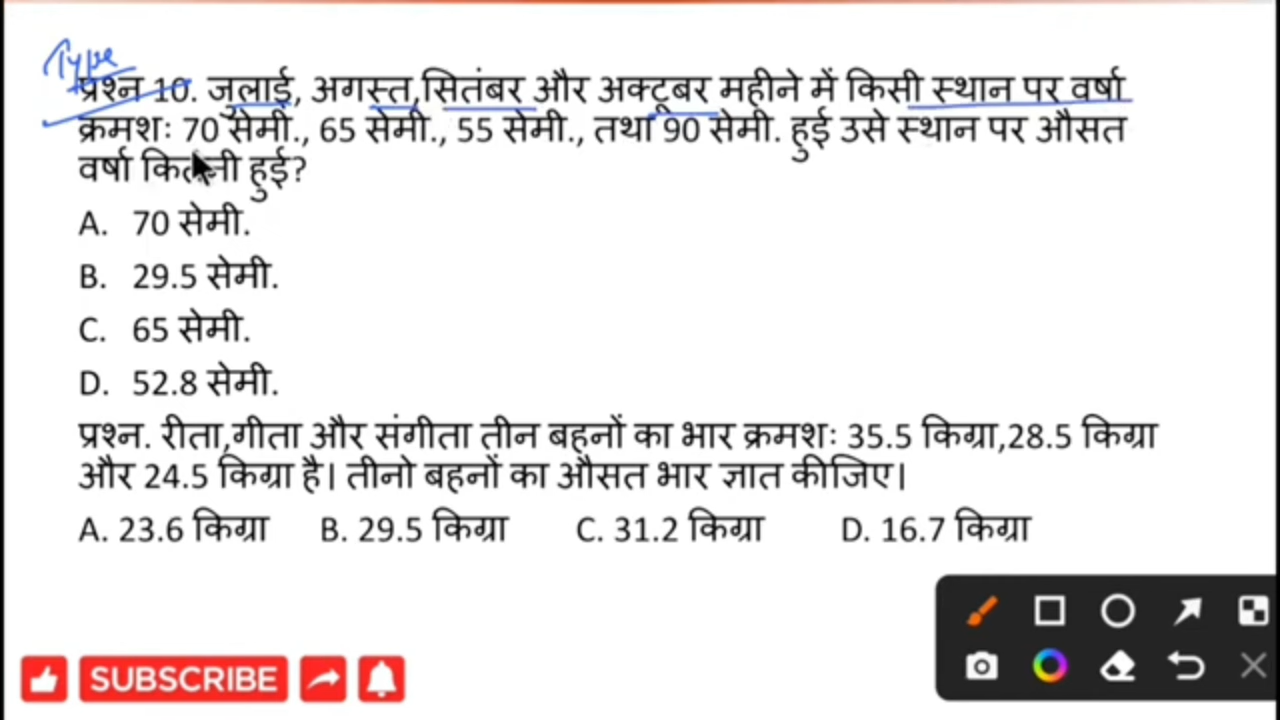 Type
प्रश्न 10. जुलाई, अगस्त,सितंबर और अक्टूबर महीने में किसी स्थान पर वर्षा
क्रमशः 70 सेमी., 65 सेमी., 55 सेमी., तथा 90 सेमी. हुई उसे स्थान पर औसत
वर्षा कितनी हुई?
A. 70 सेमी.
B. 29.5 सेमी.
C. 65 सेमी.
D. 52.8 सेमी.
प्रश्न. रीता,गीता और संगीता तीन बहनों का भार क्रमशः 35.5 किग्रा,28.5 किग्रा
और 24.5 किग्रा है। तीनो बहनों का औसत भार ज्ञात कीजिए।
A. 23.6 किग्रा B. 29.5 किग्रा C. 31.2 किग्रा D. 16.7 किग्रा
SUBSCRIBE